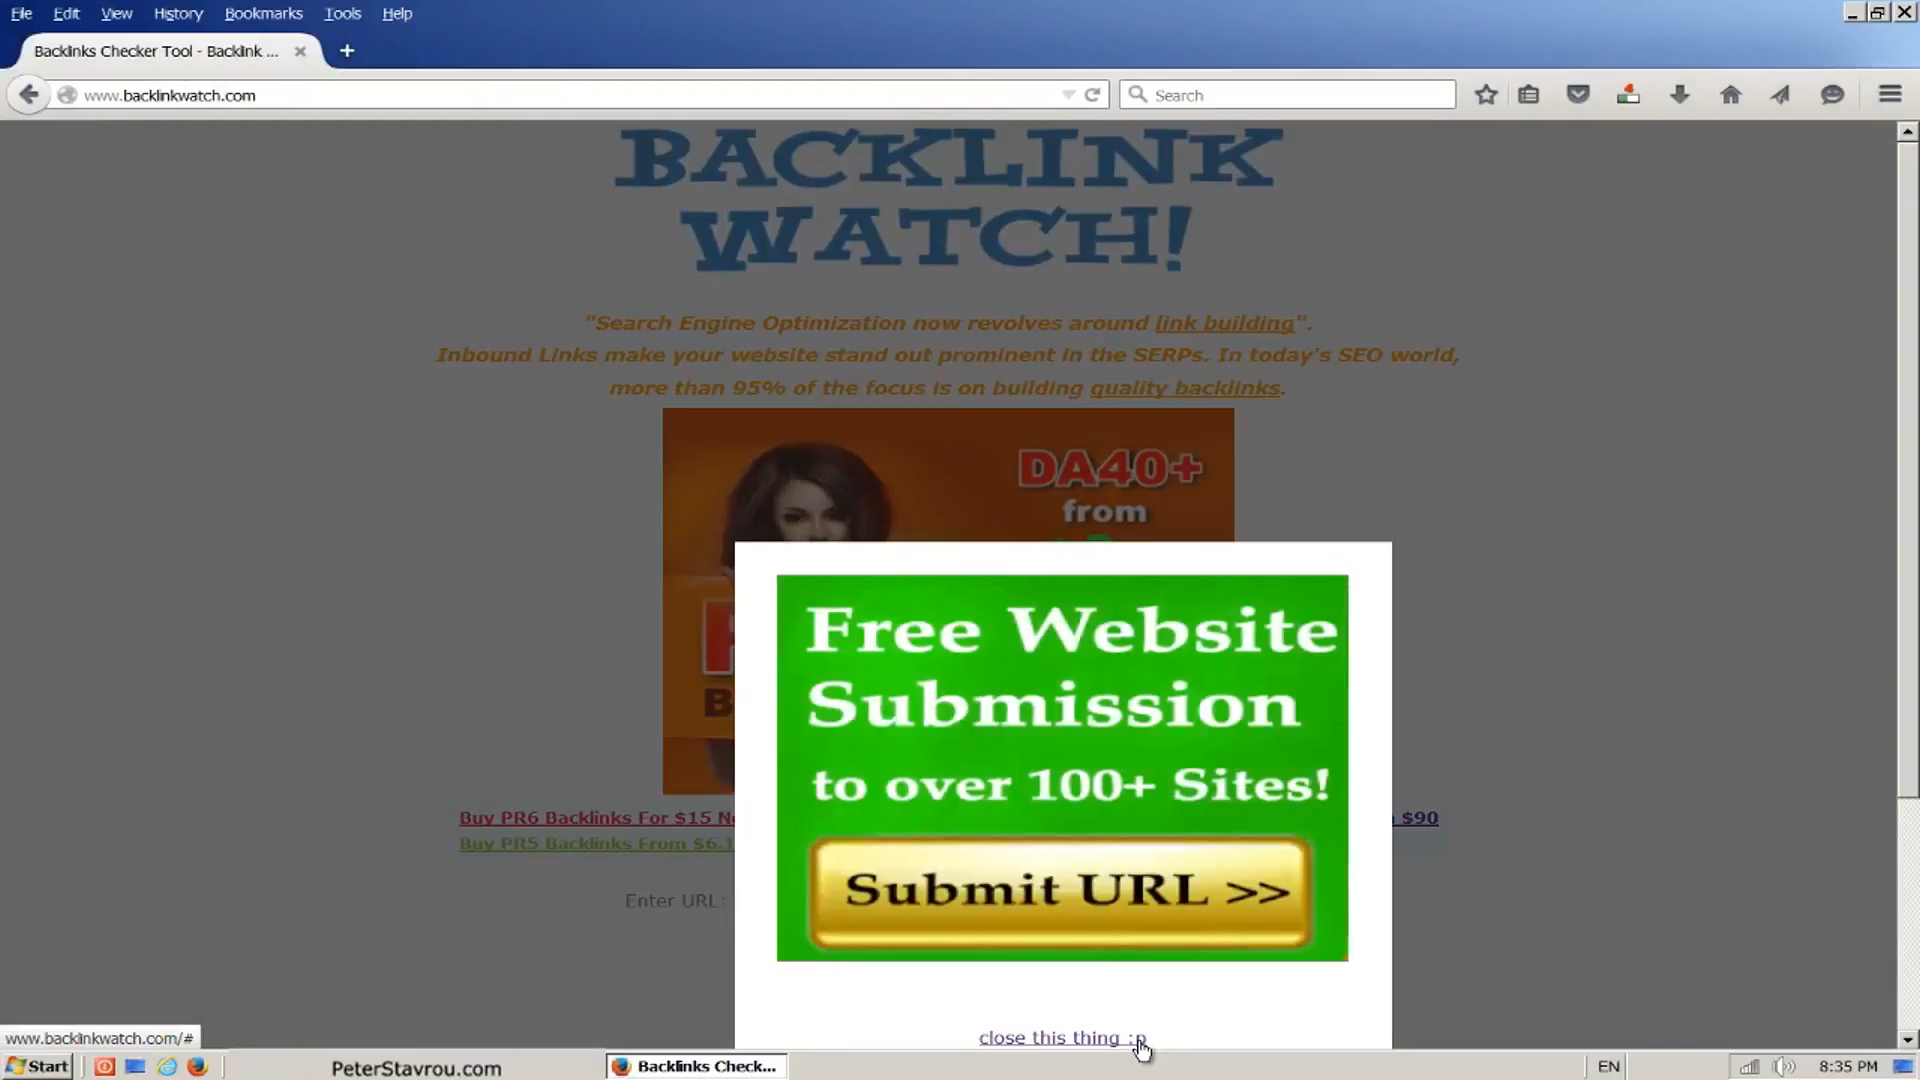 File Edit View History Bookmarks Tools Help
Backlinks Checker Tool - Backlink ...
www.backlinkwatch.com
Search
BACKLINK
WATCH!
"Search Engine Optimization now revolves around link building".
Inbound Links make your website stand out prominent in the SERPs. In today's SEO world,
more than 95% of the focus is on building quality backlinks.
DA40+
from
Free Website
Submission
to over 100+ Sites!
Buy PR6 Backlinks For $15
$90
Buy PR5 Backlinks From
Submit URL >>
Enter URL:
close this thing :p
www.backlinkwatch.com/#
Start
PeterStavrou.com
Backlinks Check...
EN
8:35 PM